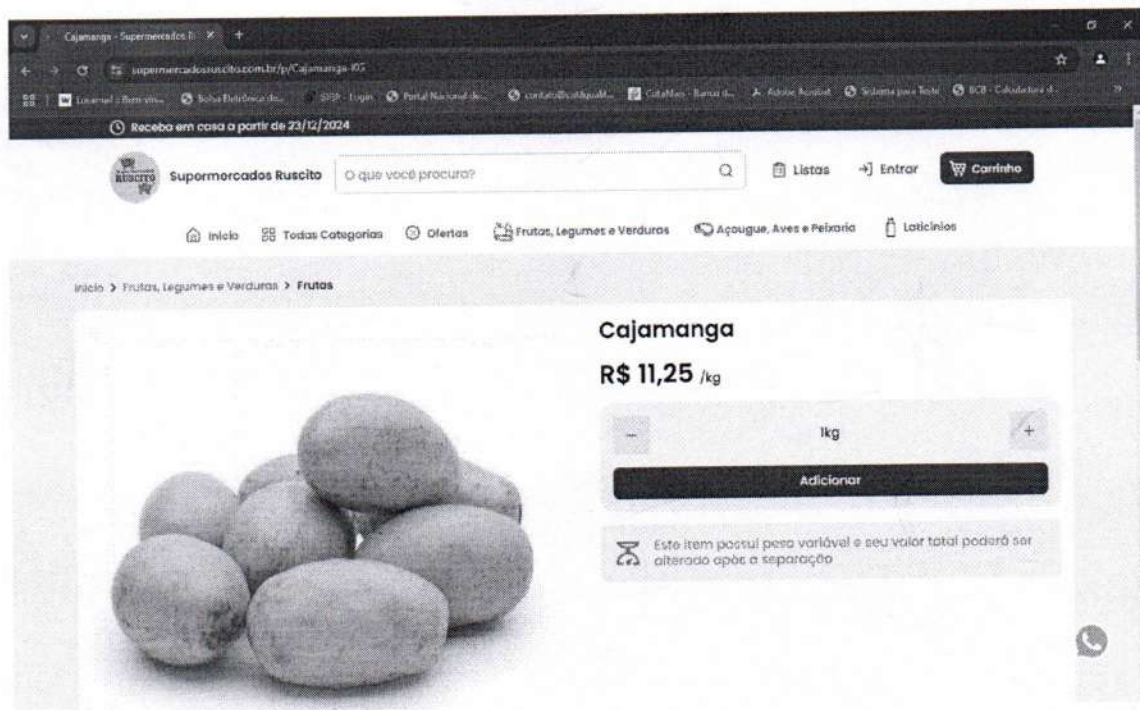 Cajamanga - Supermercados
supermercadosruscito.com.br/p/Cajamanga-105
Receba em casa a partir de 23/12/2024
RUSCITO
Supermercados Ruscito
O que você procura?
Listas
Entrar
Carrinho
Início
Todas Categorias
Ofertas
Frutas, Legumes e Verduras
Açougue, Aves e Peixaria
Laticínios
Início > Frutas, Legumes e Verduras > Frutas
Cajamanga
R$ 11,25 /kg
1kg
Adicionar
Este item possui peso variável e seu valor total poderá ser
alterado após a separação